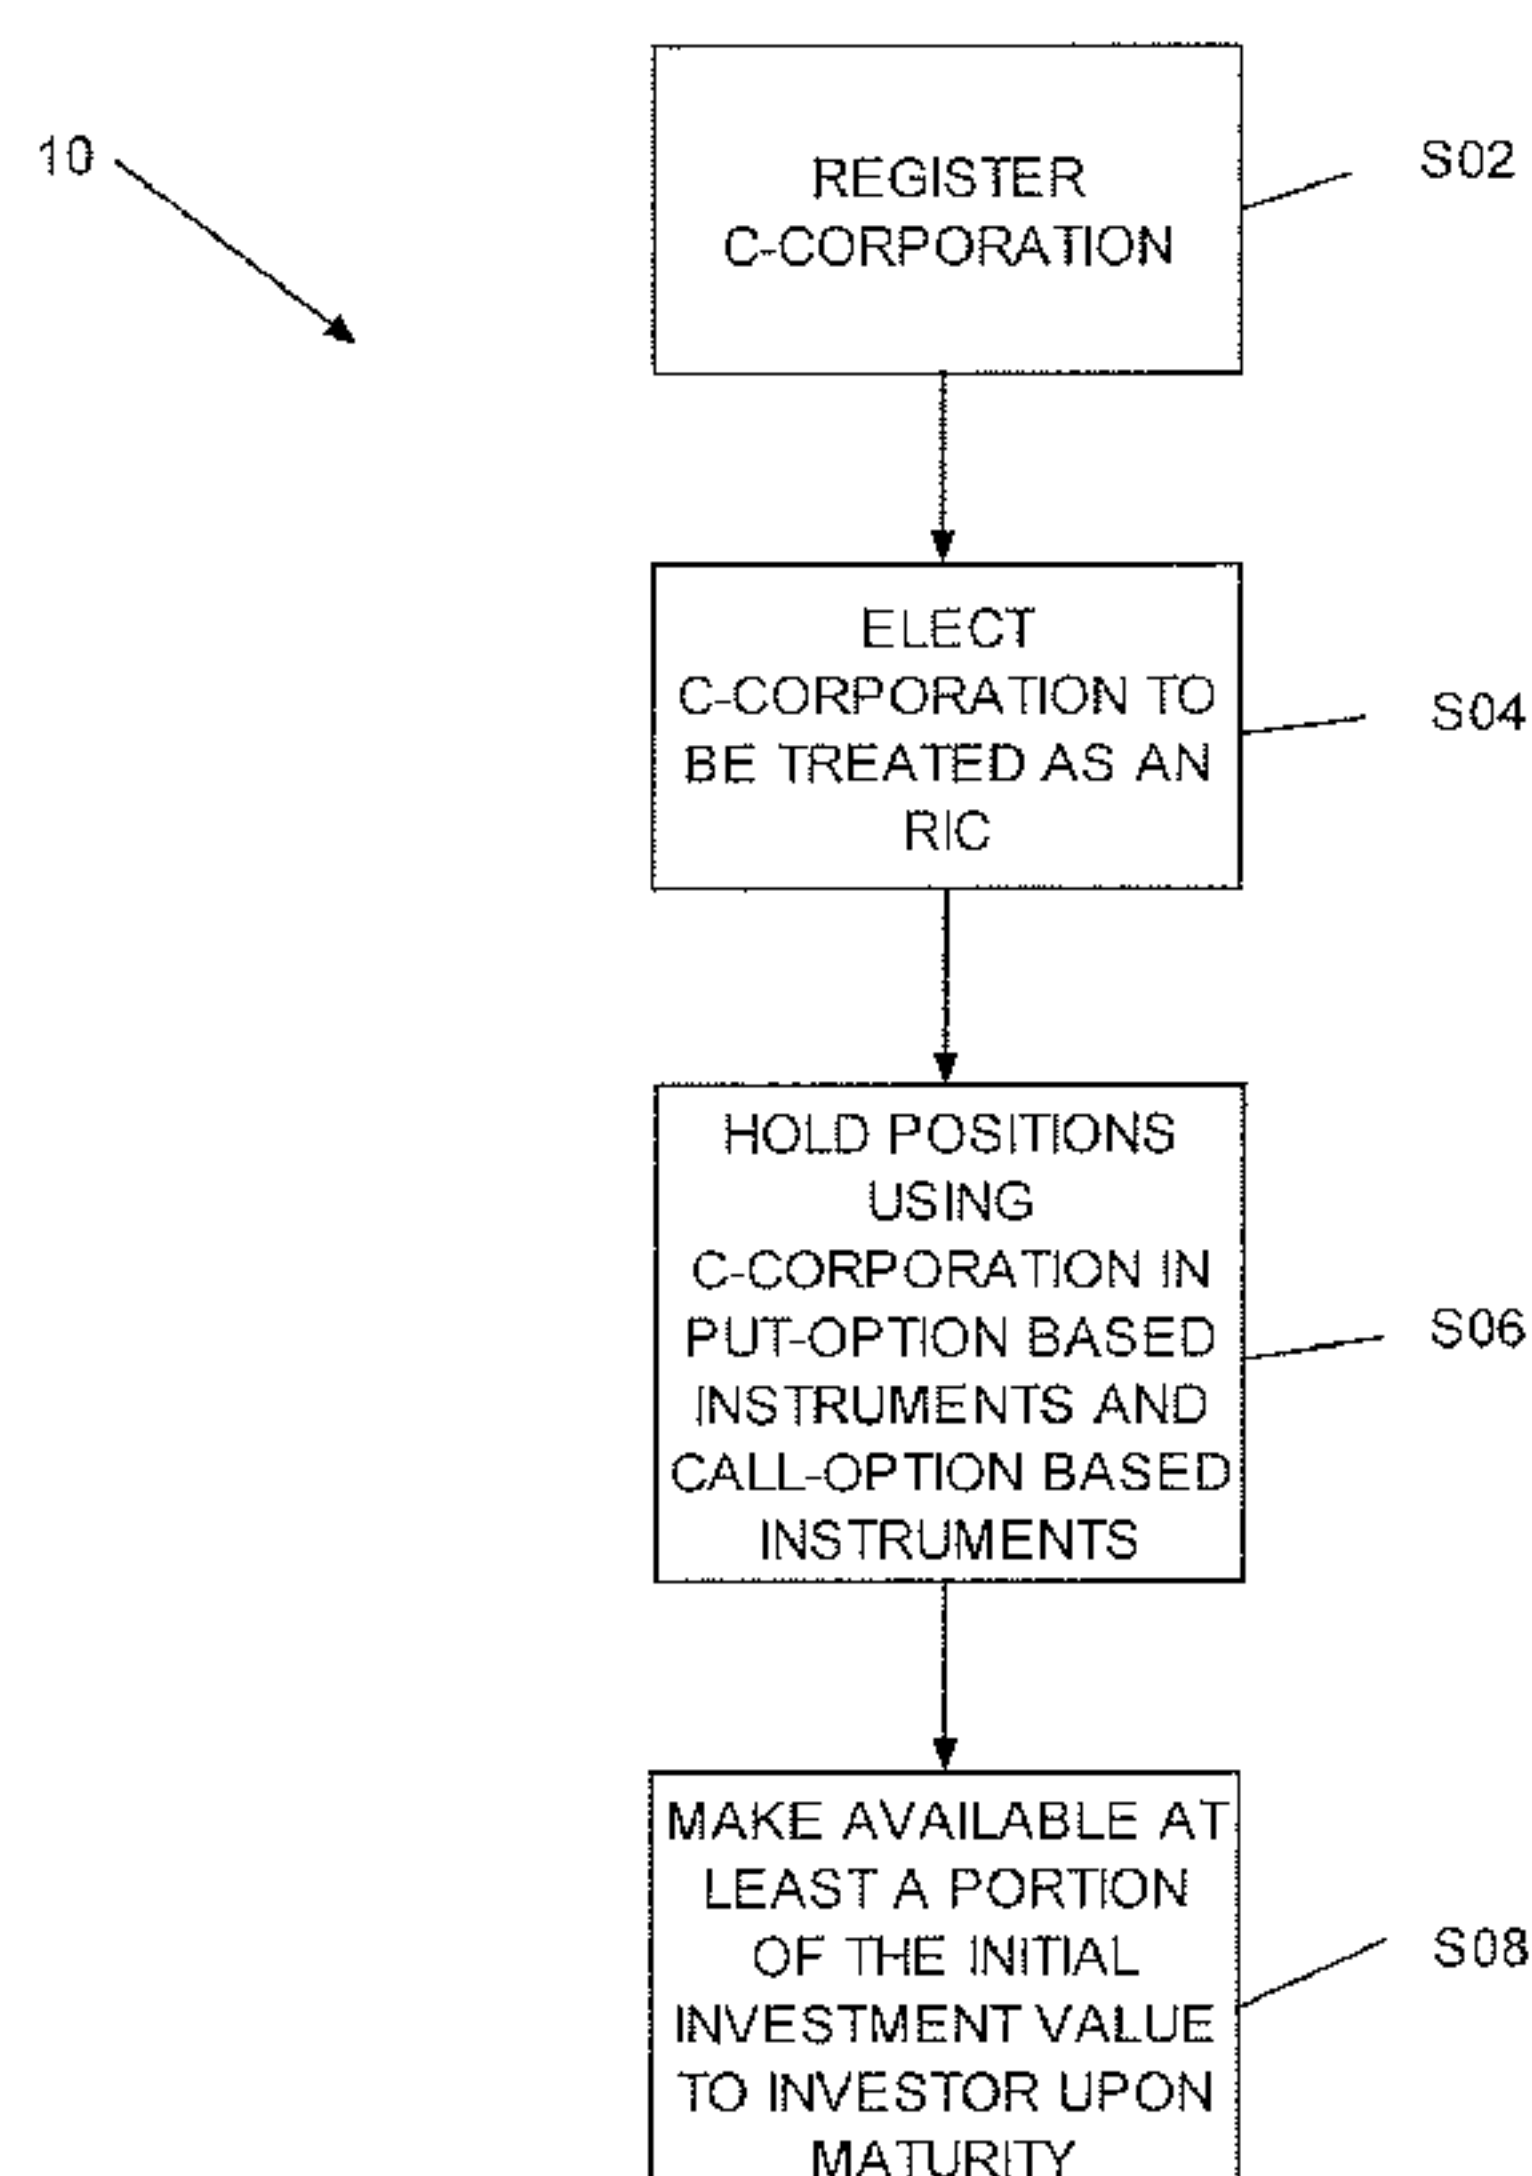 10
REGISTER
C-CORPORATION
S02
ELECT
C-CORPORATION TO
BE TREATED AS AN
RIC
S04
HOLD POSITIONS
USING
C-CORPORATION IN
PUT-OPTION BASED
INSTRUMENTS AND
CALL-OPTION BASED
INSTRUMENTS
S06
MAKE AVAILABLE AT
LEAST A PORTION
OF THE INITIAL
INVESTMENT VALUE
TO INVESTOR UPON
MATURITY
S08